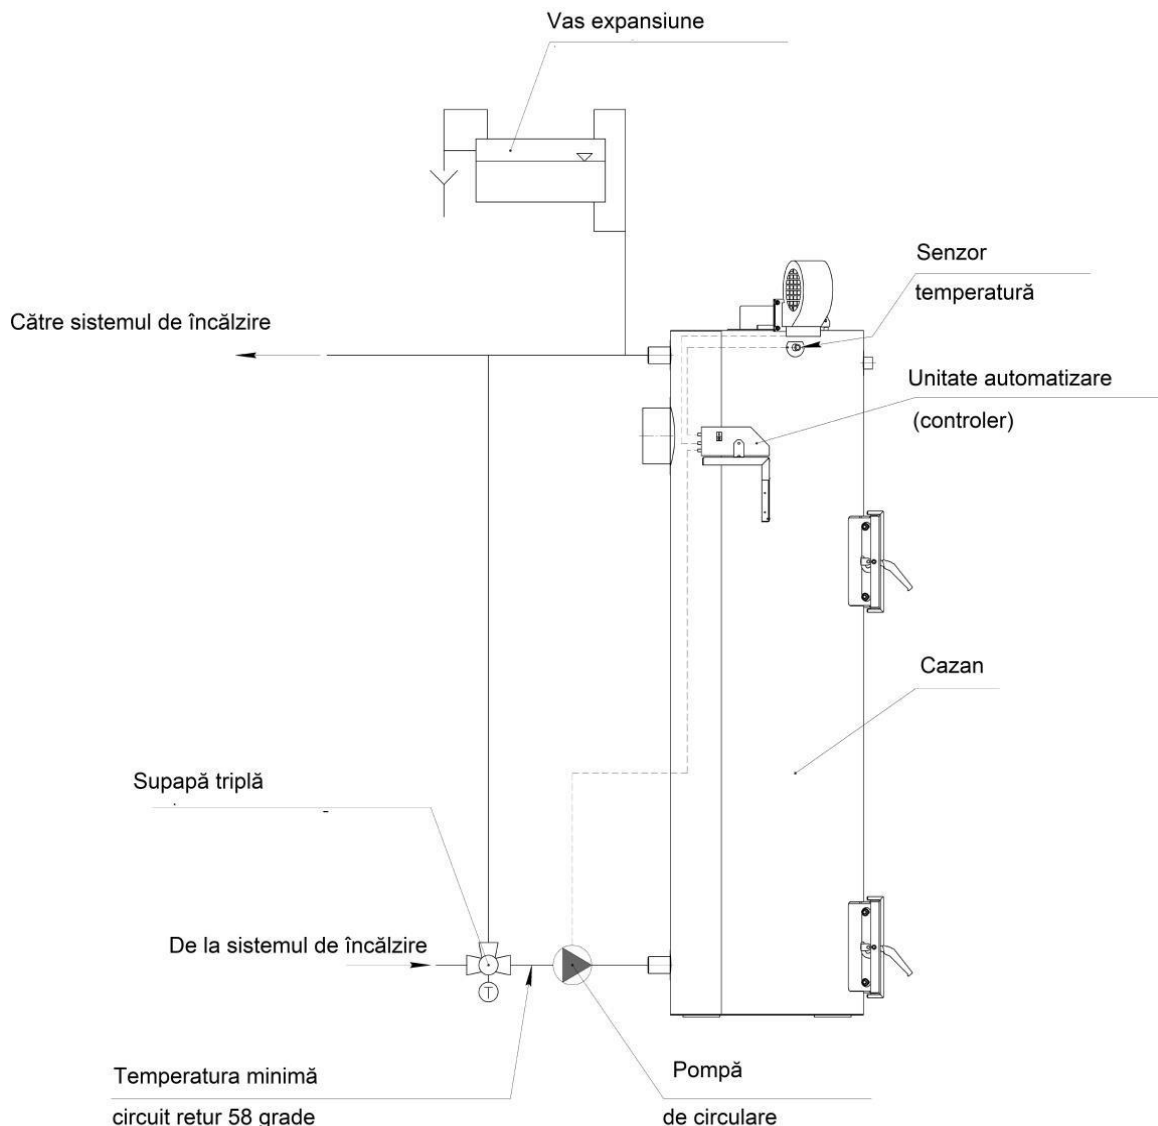 Vas expansiune
Senzor
temperatură
Către sistemul de încălzire
Unitate automatizare
(controler)
Cazan
Supapă triplă
De la sistemul de încălzire
T
Temperatura minimă
circuit retur 58 grade
Pompă
de circulare